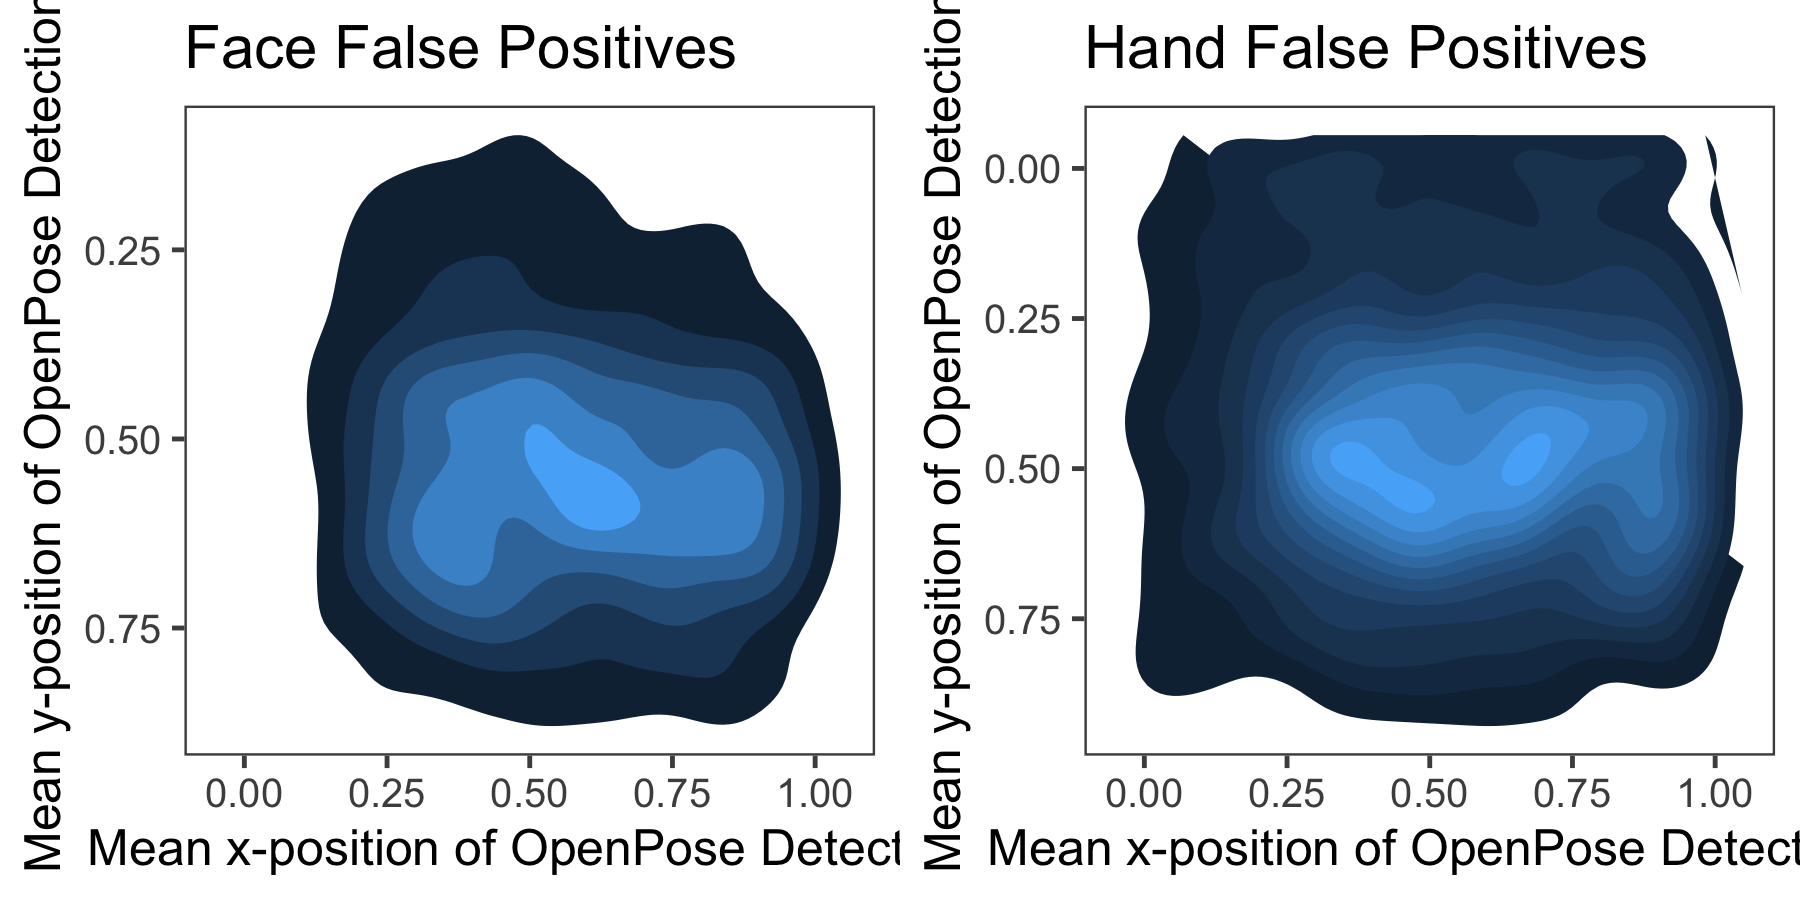 Face False Positives
Mean y-position of OpenPose Detection
0.25
0.50
0.75
0.00 0.25 0.50 0.75 1.00
Mean x-position of OpenPose Detect
Hand False Positives
Mean y-position of OpenPose Detection
0.00
0.25
0.50
0.75
0.00 0.25 0.50 0.75 1.00
Mean x-position of OpenPose Detect